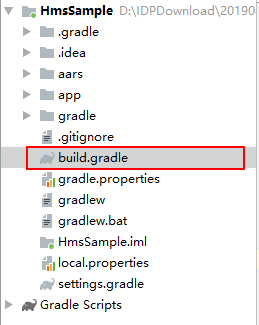 HmsSample D:\IDPDownload\20190
.gradle
.idea
aars
app
gradle
.gitignore
build.gradle
gradle.properties
gradlew
gradlew.bat
HmsSample.iml
local.properties
settings.gradle
Gradle Scripts